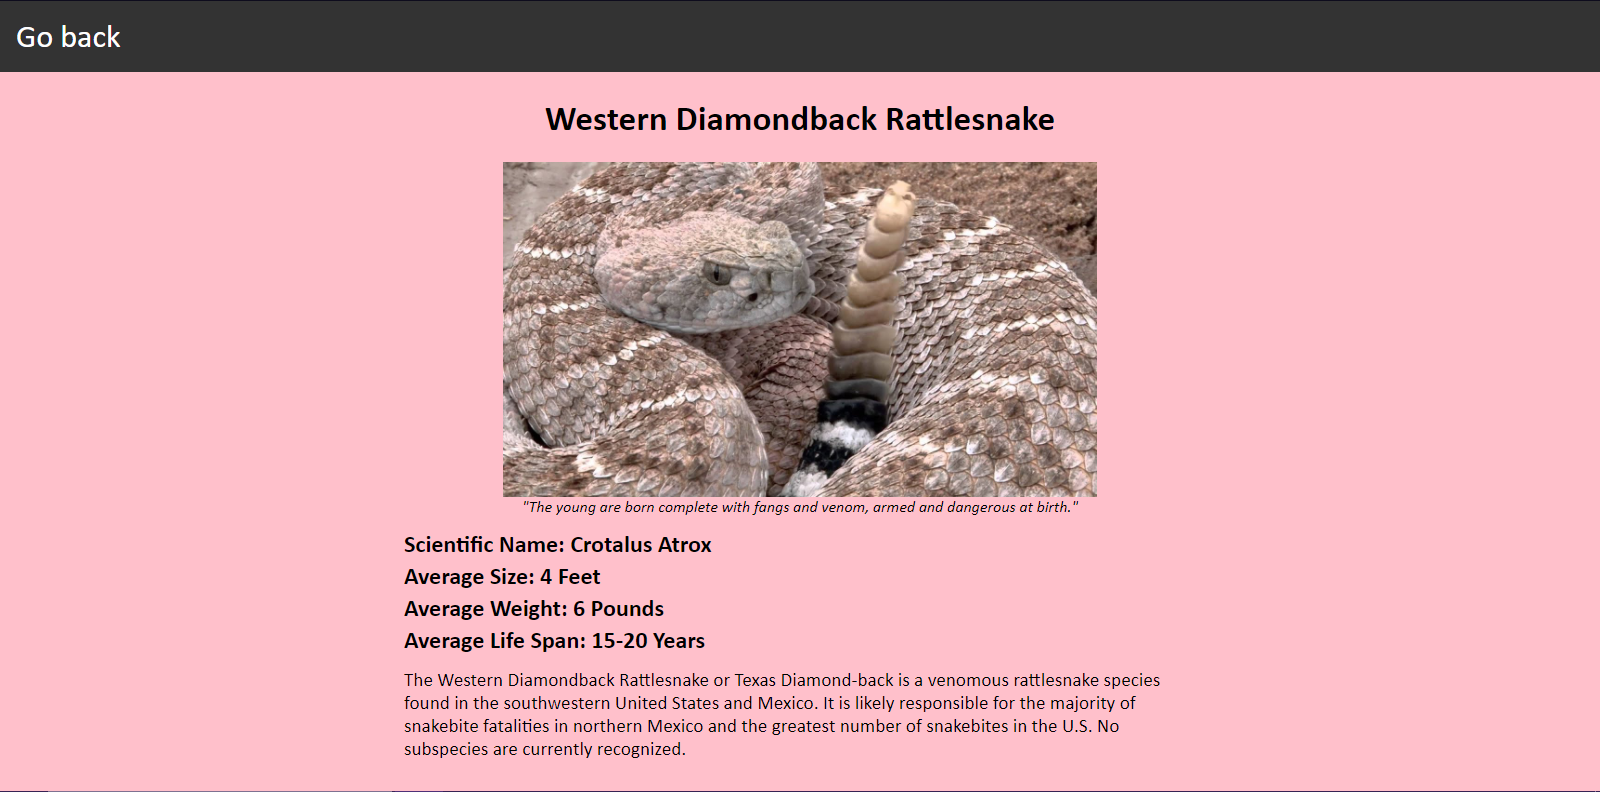 Go back
Western Diamondback Rattlesnake
"The young are born complete with fangs and venom, armed and dangerous at birth."
Scientific Name: Crotalus Atrox
Average Size: 4 Feet
Average Weight: 6 Pounds
Average Life Span: 15-20 Years
The Western Diamondback Rattlesnake or Texas Diamond-back is a venomous rattlesnake species
found in the southwestern United States and Mexico. It is likely responsible for the majority of
snakebite fatalities in northern Mexico and the greatest number of snakebites in the U.S. No
subspecies are currently recognized.